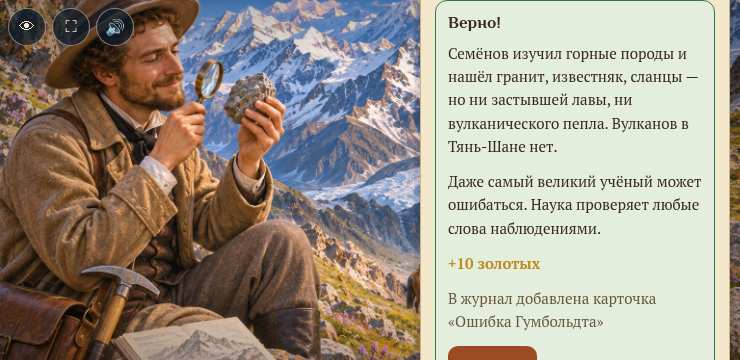 Верно!
Семёнов изучил горные породы и
нашёл гранит, известняк, сланцы —
но ни застывшей лавы, ни
вулканического пепла. Вулканов в
Тянь-Шане нет.
Даже самый великий учёный может
ошибаться. Наука проверяет любые
слова наблюдениями.
+10 золотых
В журнал добавлена карточка
«Ошибка Гумбольдта»